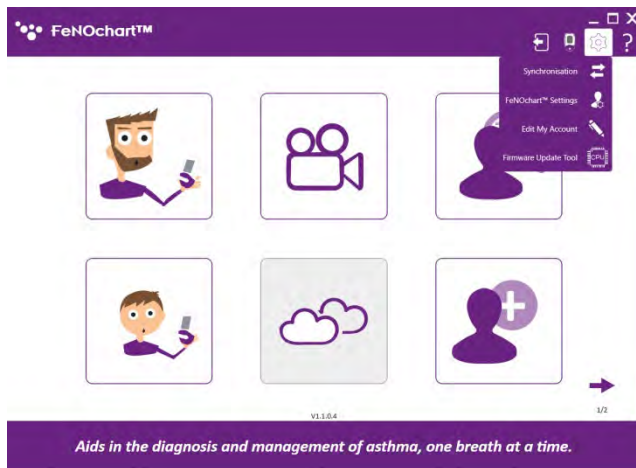 FeNOchart™
?
Synchronisation
FeNOchart™ Settings
Edit My Account
Firmware Update Tool
CPU
V1.1.0.4
1/2
Aids in the diagnosis and management of asthma, one breath at a time.